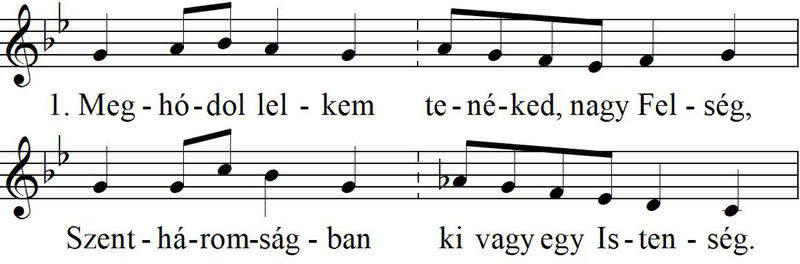 1. Meg - hó - dol lel - kem te - né - ked, nagy Fel - ség,
Szent - há - rom - ság - ban ki vagy egy Is - ten - ség.